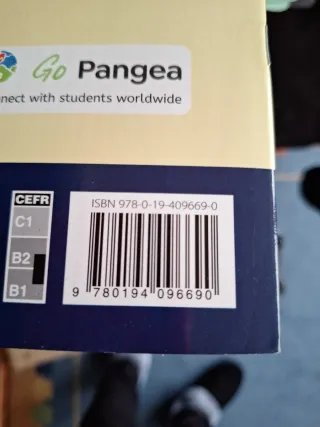 Go Pangea
nect with students worldwide
CEFR
C1
B2
B1
ISBN 978-0-19-409669-0
9 780194 096690